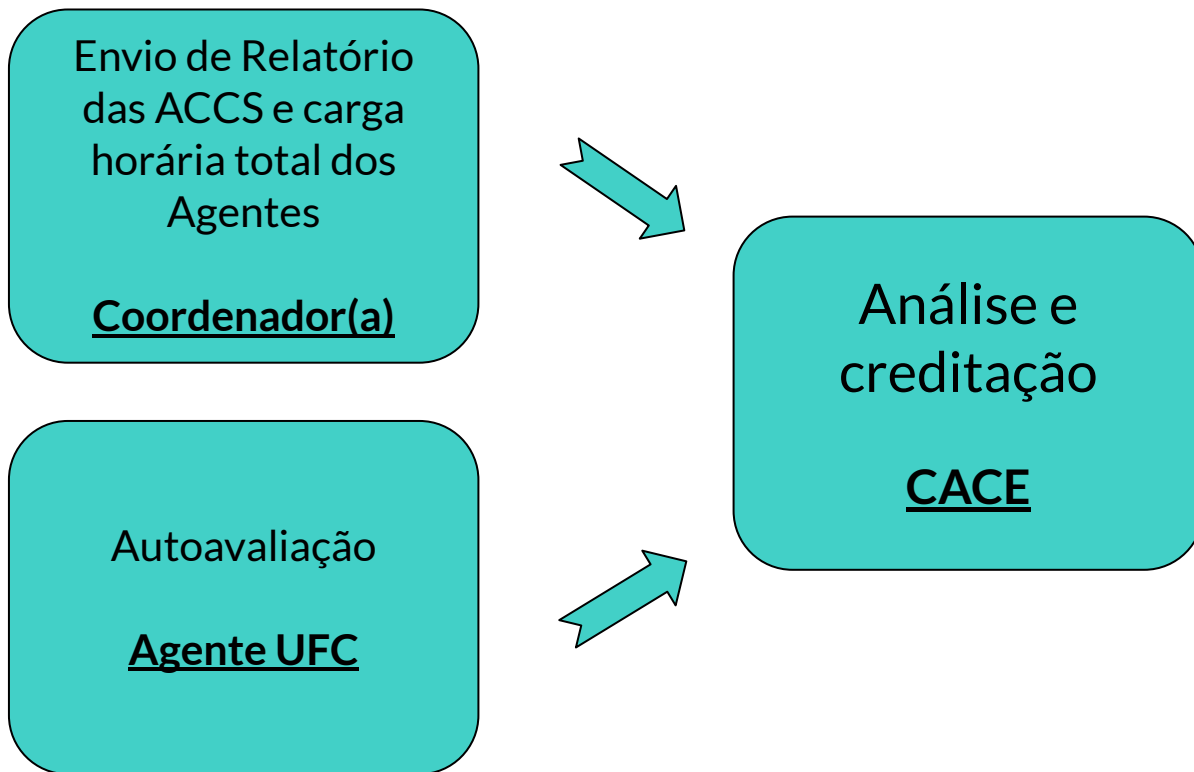 Envio de Relatório
das ACCS e carga
horária total dos
Agentes
Coordenador(a)
Autoavaliação
Agente UFC
Análise e
creditação
CACE